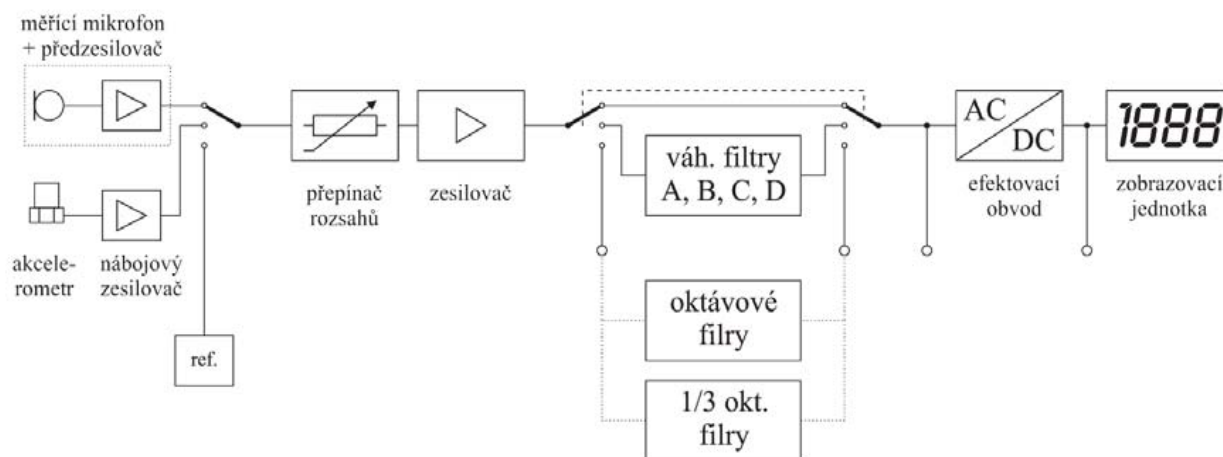 měřící mikrofon
+ předzesilovač
přepínač
rozsahů
zesilovač
váh. filtry
A, B, C, D
AC
DC
efektovací
obvod
1888
zobrazovací
jednotka
akcele-
rometr
nábojový
zesilovač
ref.
oktávové
filry
1/3 okt.
filry